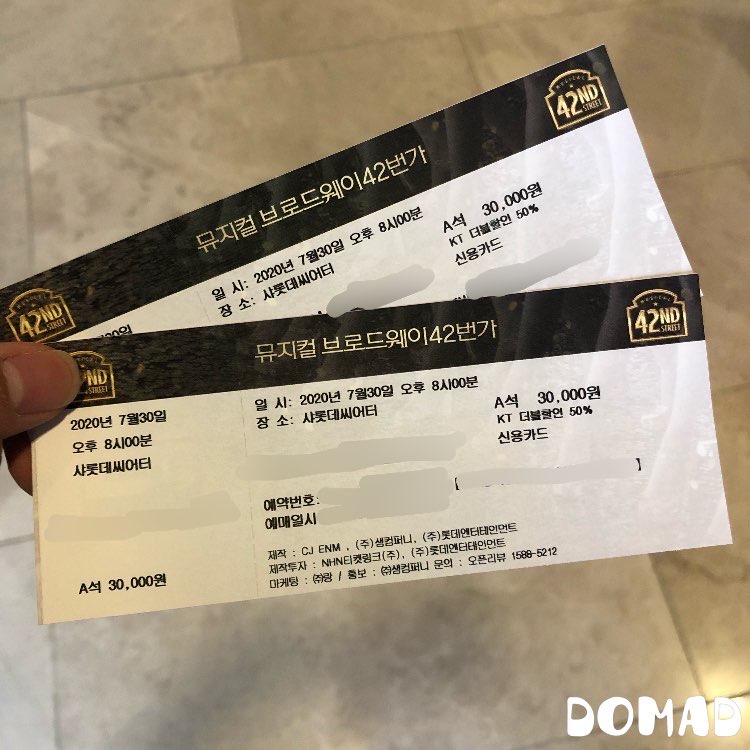 MUSICAL
42ND
STREET
뮤지컬 브로드웨이42번가
일 시: 2020년 7월30일 오후 8시00분
장 소: 샤롯데씨어터
A석 30,000원
KT 더블할인 50%
신용카드
42ND
STREET
30일
MUSICAL
42ND
STREET
뮤지컬 브로드웨이42번가
ND
STREET
2020년 7월30일
오후 8시00분
샤롯데씨어터
A석 30,000원
일 시: 2020년 7월30일 오후 8시00분
장 소: 샤롯데씨어터
A석 30,000원
KT 더블할인 50%
신용카드
【 】
예약번호:
예매일시
제작 : CJ ENM , (주)샘컴퍼니, (주)롯데엔터테인먼트
제작투자 : NHN티켓링크(주), (주)롯데엔터테인먼트
마케팅 : ㈜랑 / 홍보 : ㈜샘컴퍼니 문의 : 오픈리뷰 1588-5212
DOMAD